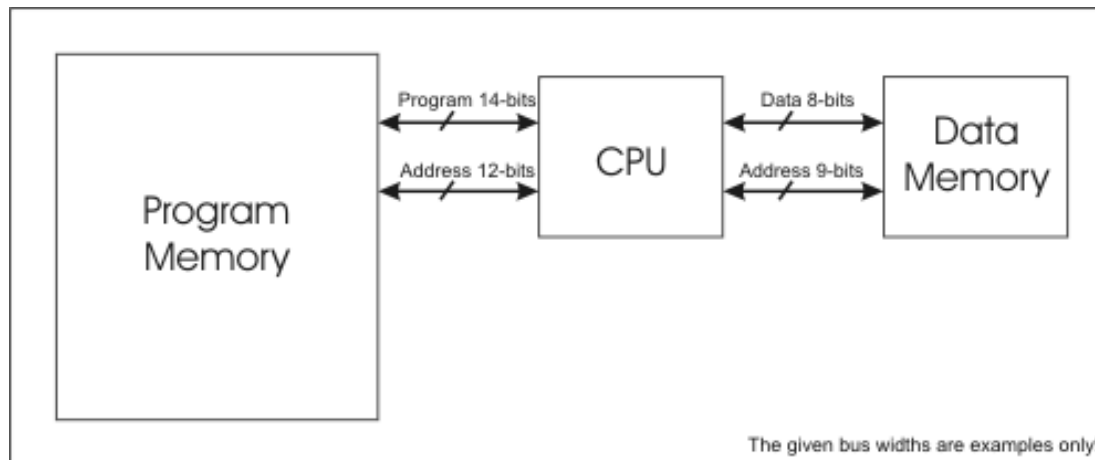 Program 14-bits
Data 8-bits
Program
Memory
Address 12-bits
CPU
Address 9-bits
Data
Memory
The given bus widths are examples only